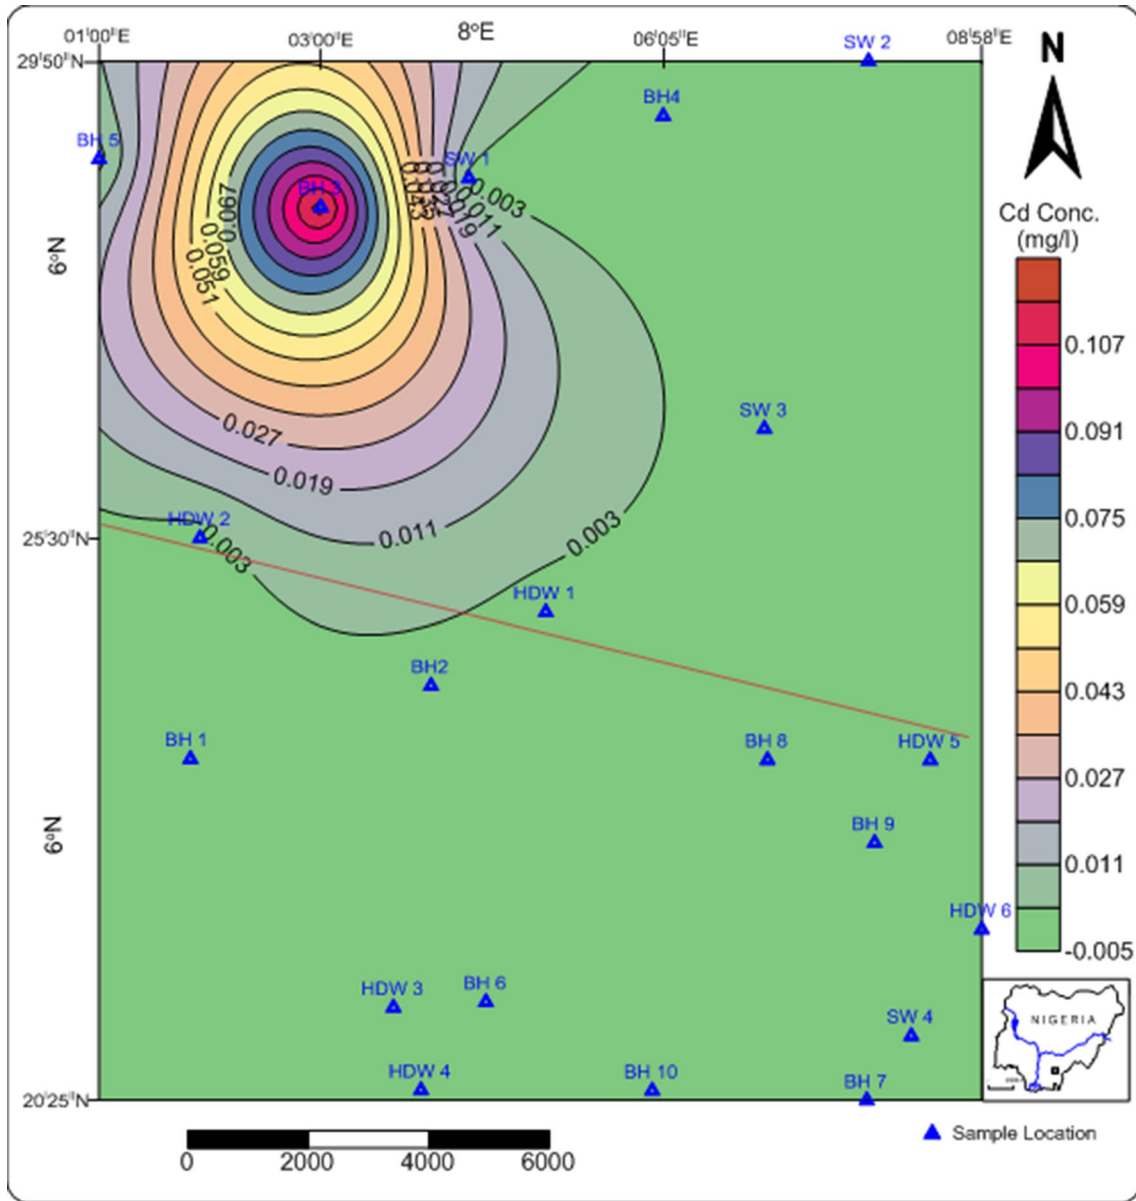 01'00"E
03'00"E
8°E
06'05"E
08'58"E
N
29'50"N
SW 2
BH4
BH 5
SW 1
BH 3
0.003
0.011
0.019
0.043
0.067
0.059
0.051
6°N
Cd Conc.
(mg/l)
0.107
0.091
0.075
0.059
0.043
0.027
0.011
-0.005
SW 3
0.027
0.019
0.011
0.003
HDW 2
0.003
25'30"N
HDW 1
BH2
BH 1
BH 8
HDW 5
6°N
BH 9
HDW 6
HDW 3
BH 6
SW 4
NIGERIA
HDW 4
BH 10
BH 7
20'25"N
Sample Location
0 2000 4000 6000